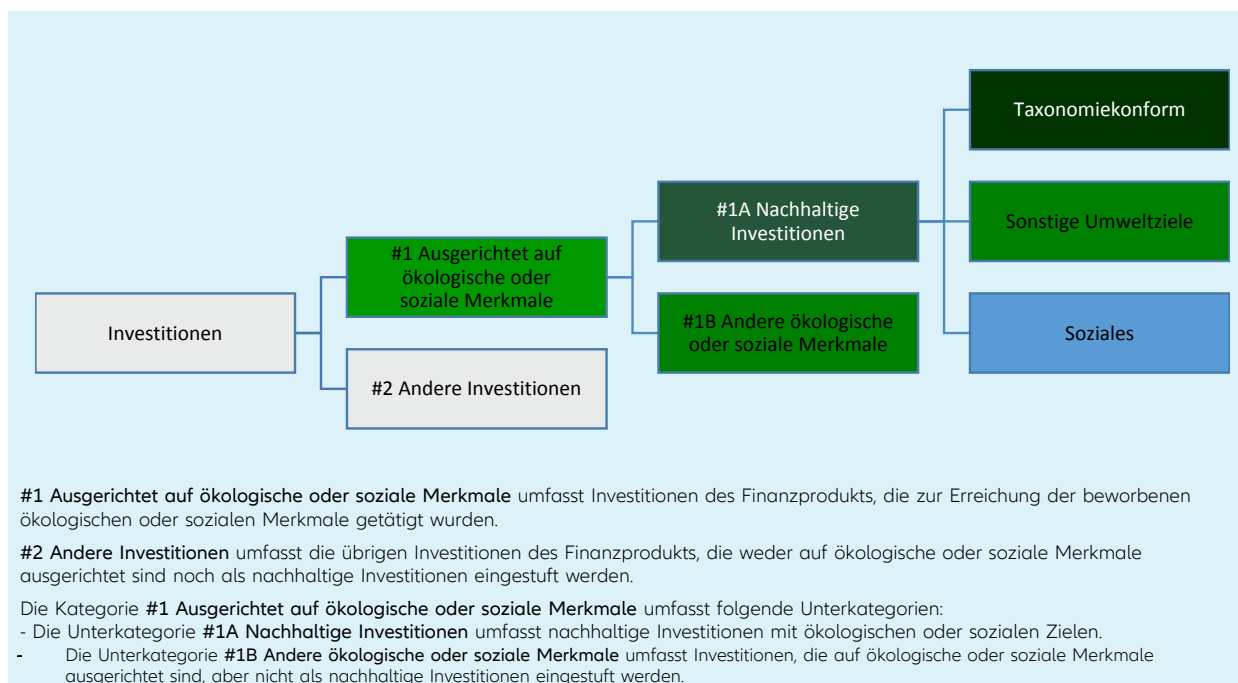 Taxonomiekonform
#1A Nachhaltige
Investitionen
Sonstige Umweltziele
#1 Ausgerichtet auf
ökologische oder
soziale Merkmale
Investitionen
#1B Andere ökologische
oder soziale Merkmale
Soziales
#2 Andere Investitionen
#1 Ausgerichtet auf ökologische oder soziale Merkmale umfasst Investitionen des Finanzprodukts, die zur Erreichung der beworbenen
ökologischen oder sozialen Merkmale getätigt wurden.
#2 Andere Investitionen umfasst die übrigen Investitionen des Finanzprodukts, die weder auf ökologische oder soziale Merkmale
ausgerichtet sind noch als nachhaltige Investitionen eingestuft werden.
Die Kategorie #1 Ausgerichtet auf ökologische oder soziale Merkmale umfasst folgende Unterkategorien:
- Die Unterkategorie #1A Nachhaltige Investitionen umfasst nachhaltige Investitionen mit ökologischen oder sozialen Zielen.
- Die Unterkategorie #1B Andere ökologische oder soziale Merkmale umfasst Investitionen, die auf ökologische oder soziale Merkmale
ausgerichtet sind, aber nicht als nachhaltige Investitionen eingestuft werden.